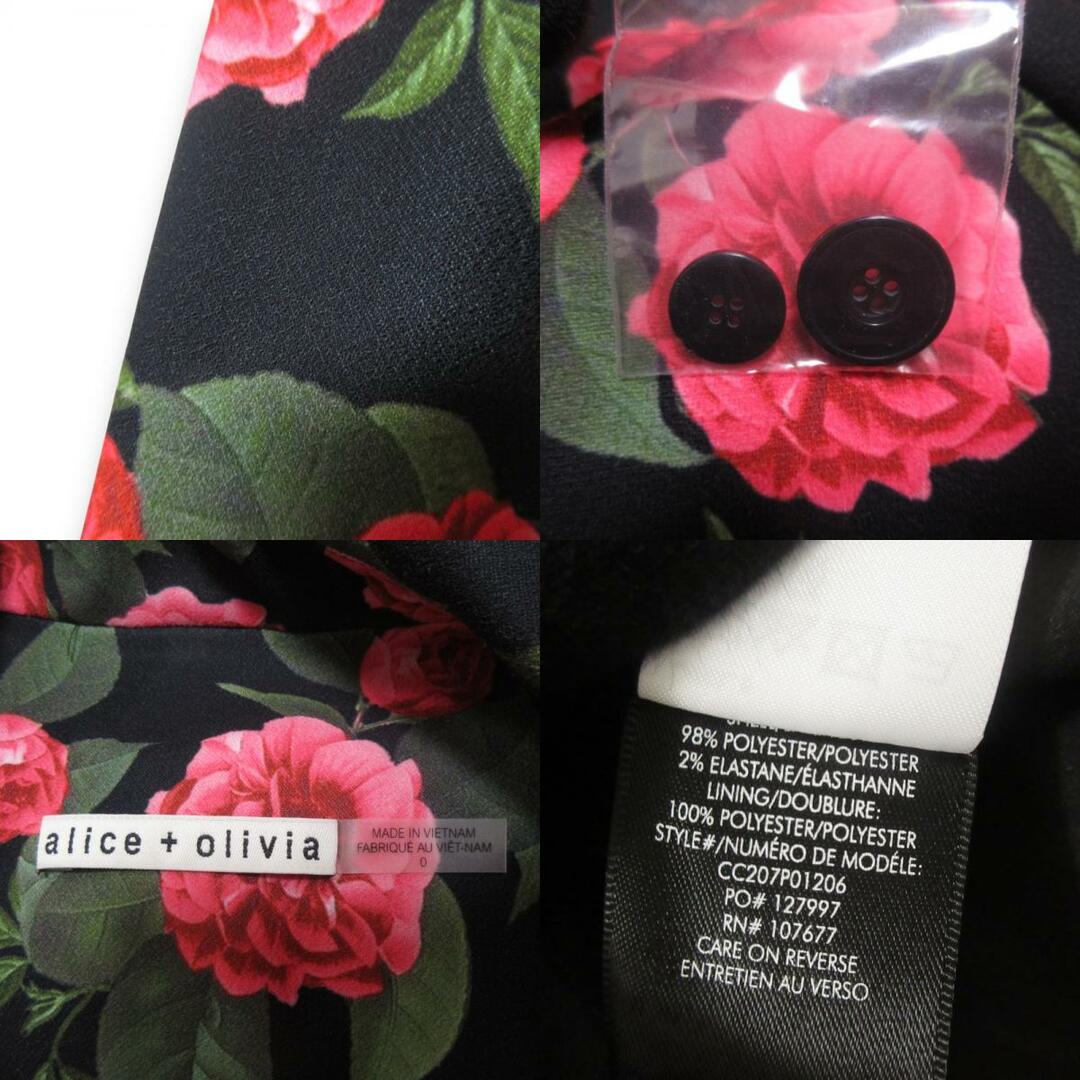 alice + olivia
MADE IN VIETNAM
FABRIQUÉ AU VIÊT-NAM
0
98% POLYESTER/POLYESTER
2% ELASTANE/ÉLASTHANNE
LINING/DOUBLURE:
100% POLYESTER/POLYESTER
STYLE#/NUMÉRO DE MODÉLE:
CC207P01206
PO# 127997
RN# 107677
CARE ON REVERSE
ENTRETIEN AU VERSO